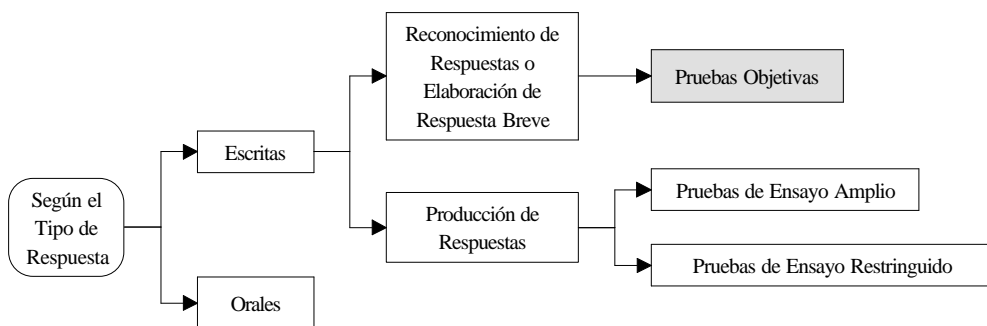 Según el
Tipo de
Respuesta
Escritas
Orales
Reconocimiento de
Respuestas o
Elaboración de
Respuesta Breve
Producción de
Respuestas
Pruebas Objetivas
Pruebas de Ensayo Amplio
Pruebas de Ensayo Restringuido